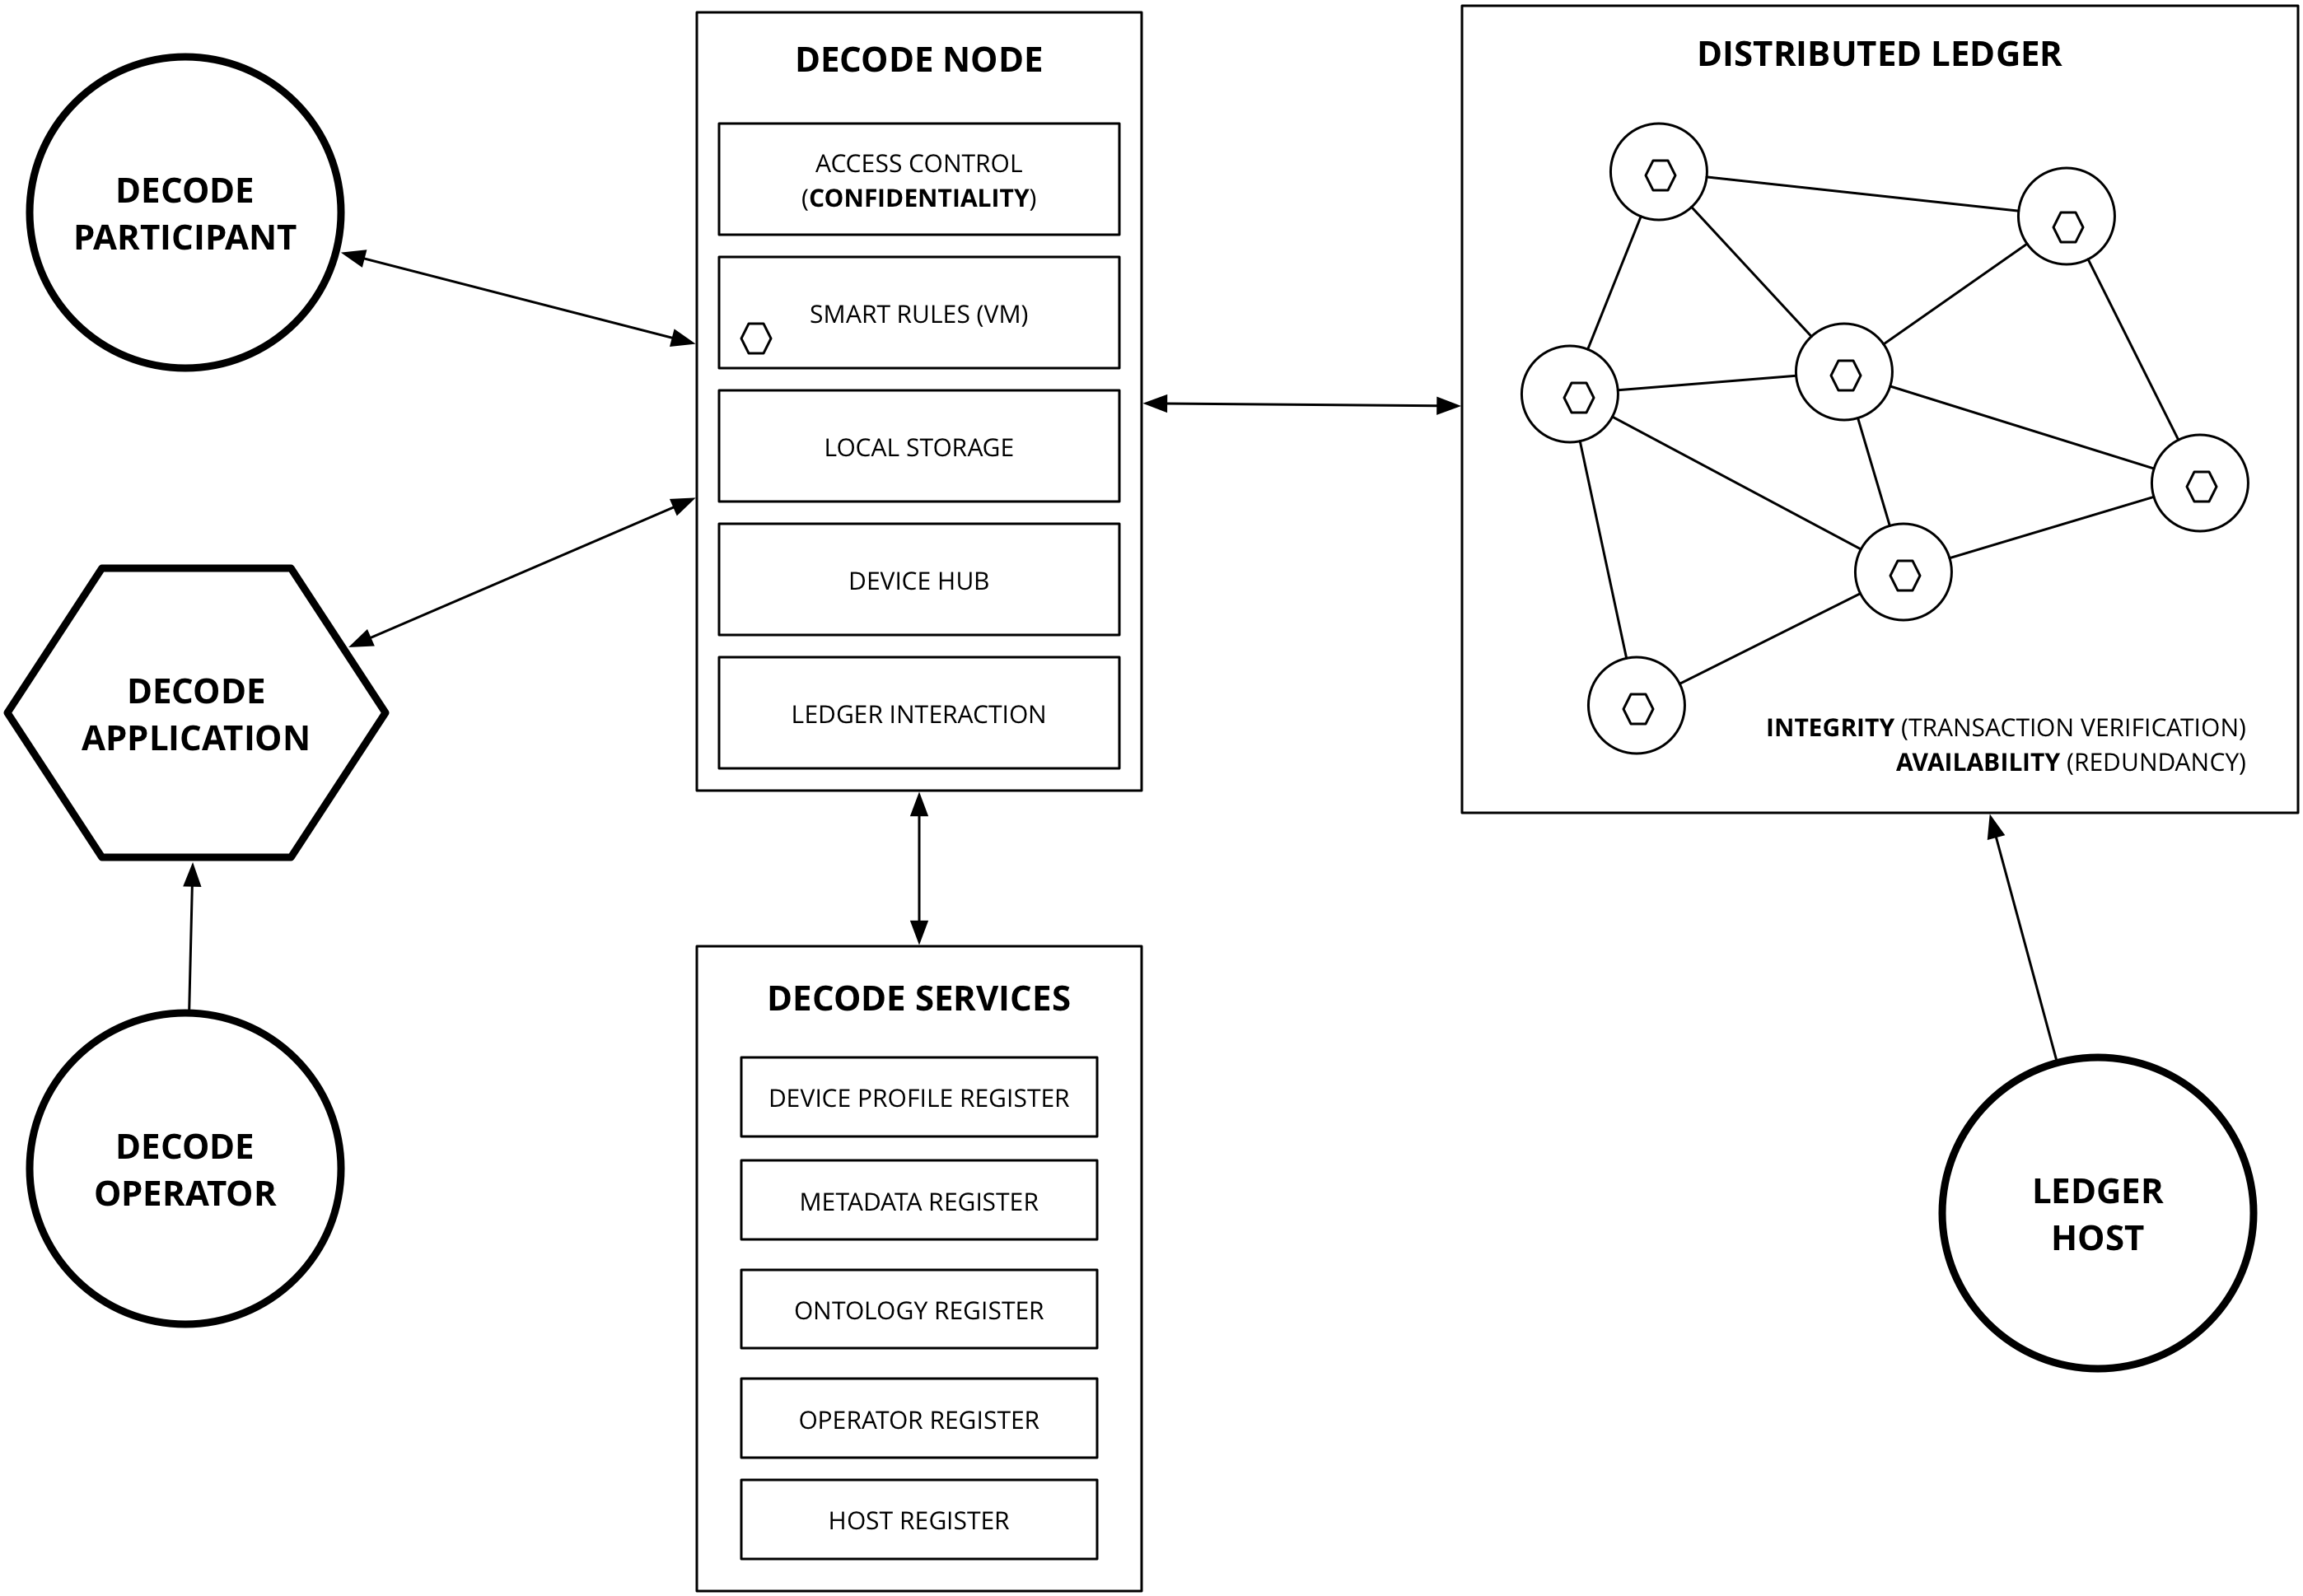 DECODE
PARTICIPANT
DECODE
APPLICATION
DECODE
OPERATOR
DECODE NODE
ACCESS CONTROL
(CONFIDENTIALITY)
SMART RULES (VM)
LOCAL STORAGE
DEVICE HUB
LEDGER INTERACTION
DECODE SERVICES
DEVICE PROFILE REGISTER
METADATA REGISTER
ONTOLOGY REGISTER
OPERATOR REGISTER
HOST REGISTER
DISTRIBUTED LEDGER
INTEGRITY (TRANSACTION VERIFICATION)
AVAILABILITY (REDUNDANCY)
LEDGER
HOST